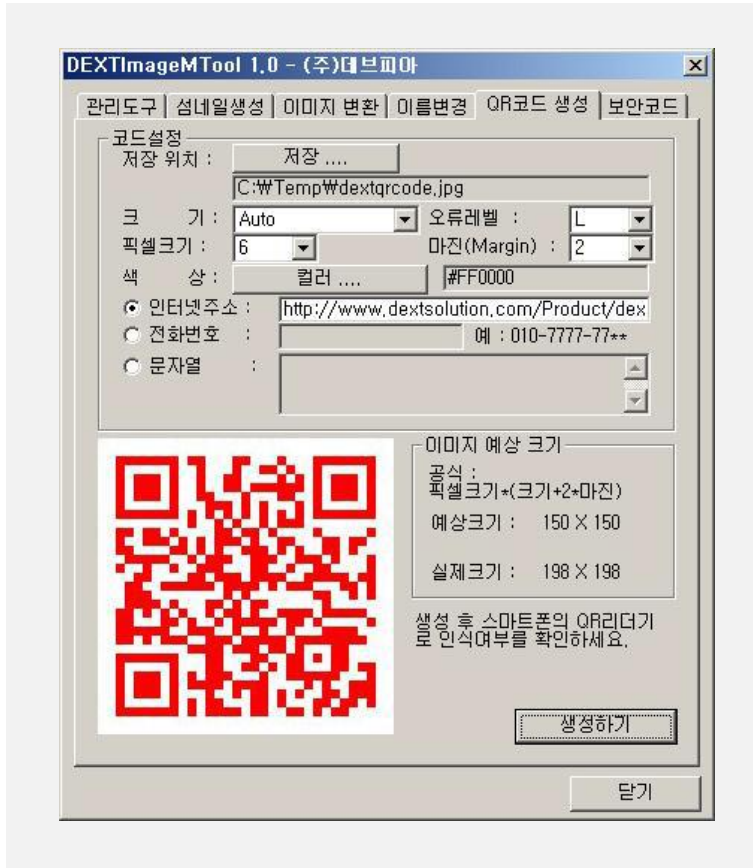 DEXTImageMTool 1.0 - (주)데브피아
관리도구 섬네일생성 이미지 변환 이름변경 QR코드 생성 보안코드
코드설정
저장 위치 : 저장 ....
C:₩Temp₩dextqrcode.jpg
크 기 : Auto 오류레벨 : L
픽셀크기 : 6 마진(Margin) : 2
색 상 : 컬러 .... #FF0000
인터넷주소 : http://www.dextsolution.com/Product/dex
전화번호 : 예 : 010-7777-77**
문자열 :
이미지 예상 크기
공식 :
픽셀크기*(크기+2*마진)
예상크기 : 150 X 150
실제크기 : 198 X 198
생성 후 스마트폰의 QR리더기
로 인식여부를 확인하세요.
생성하기
닫기